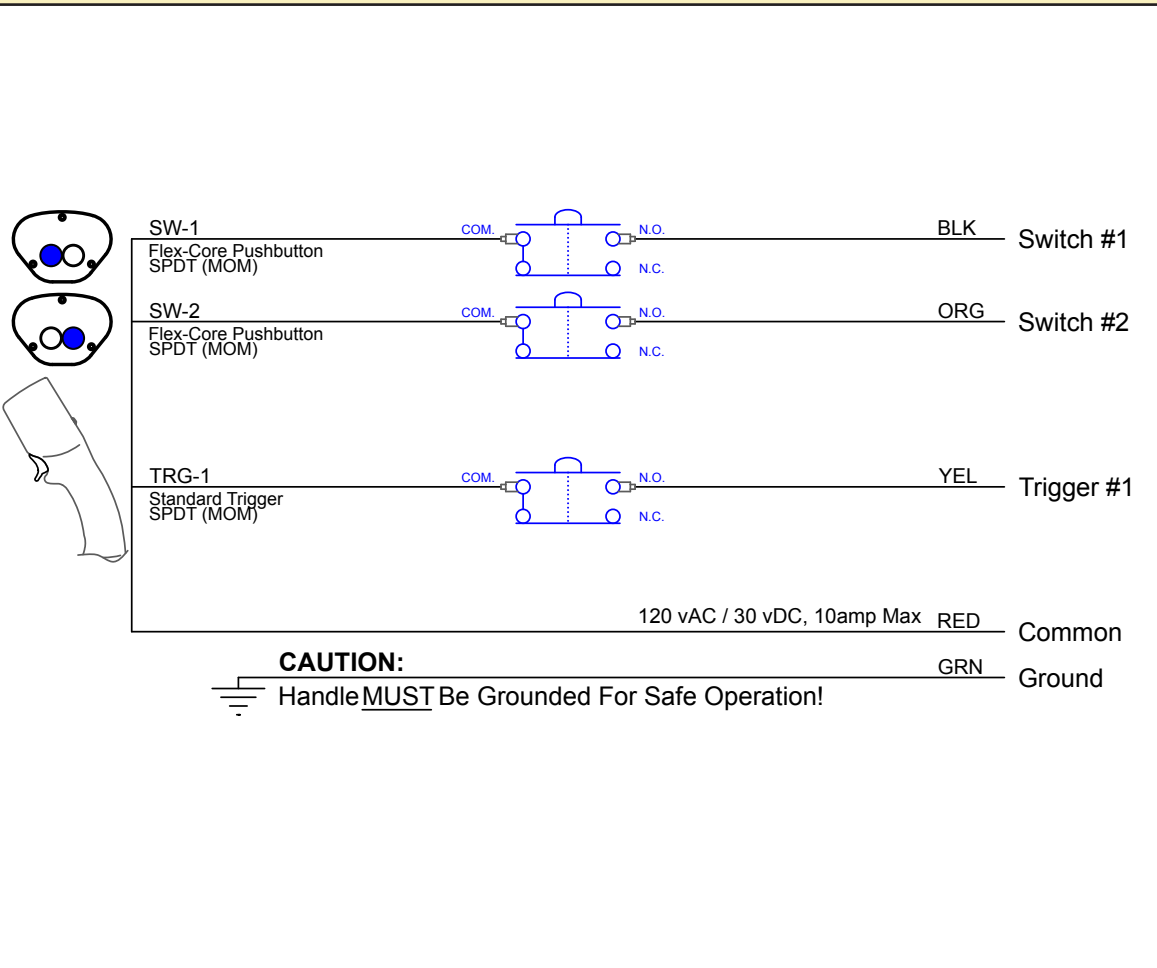 SW-1
COM.
N.O.
BLK
Switch #1
Flex-Core Pushbutton
SPDT (MOM)
N.C.
SW-2
COM.
N.O.
ORG
Switch #2
Flex-Core Pushbutton
SPDT (MOM)
N.C.
TRG-1
COM.
N.O.
YEL
Trigger #1
Standard Trigger
SPDT (MOM)
N.C.
120 vAC / 30 vDC, 10amp Max
RED
Common
CAUTION:
GRN
Ground
Handle MUST Be Grounded For Safe Operation!